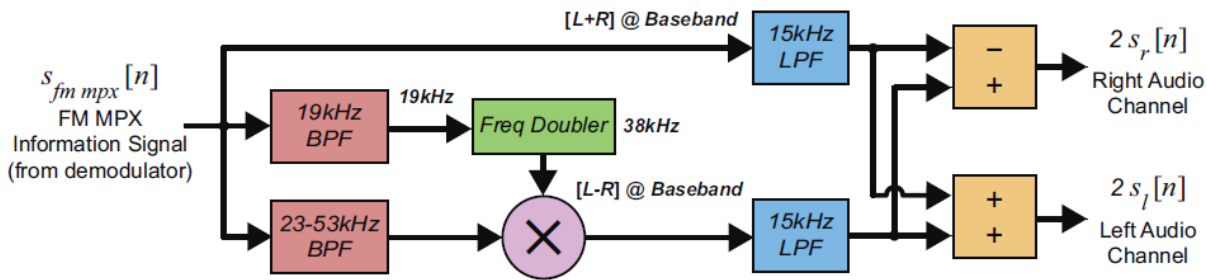 [L+R] @ Baseband
15kHz
LPF
−
+
2 s_r[n]
Right Audio
Channel
s_fm mpx[n]
FM MPX
Information Signal
(from demodulator)
19kHz
BPF
19kHz
Freq Doubler
38kHz
23-53kHz
BPF
×
[L-R] @ Baseband
15kHz
LPF
+
+
2 s_l[n]
Left Audio
Channel